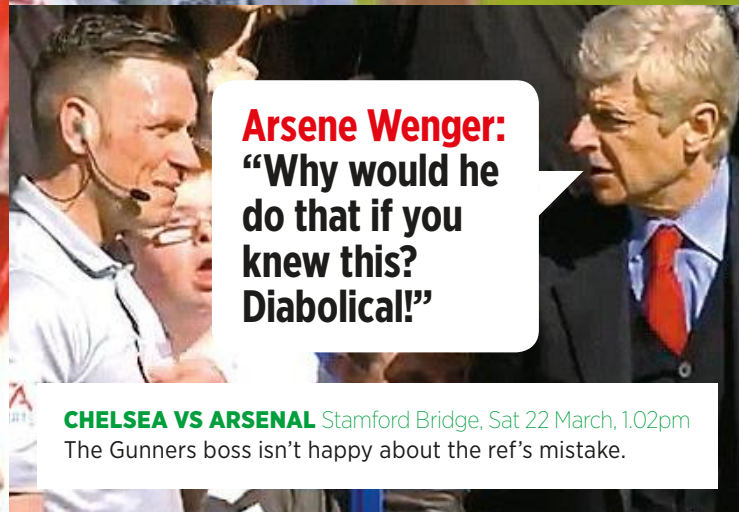 Arsene Wenger:
“Why would he
do that if you
knew this?
Diabolical!”
CHELSEA VS ARSENAL Stamford Bridge, Sat 22 March, 1.02pm
The Gunners boss isn’t happy about the ref’s mistake.